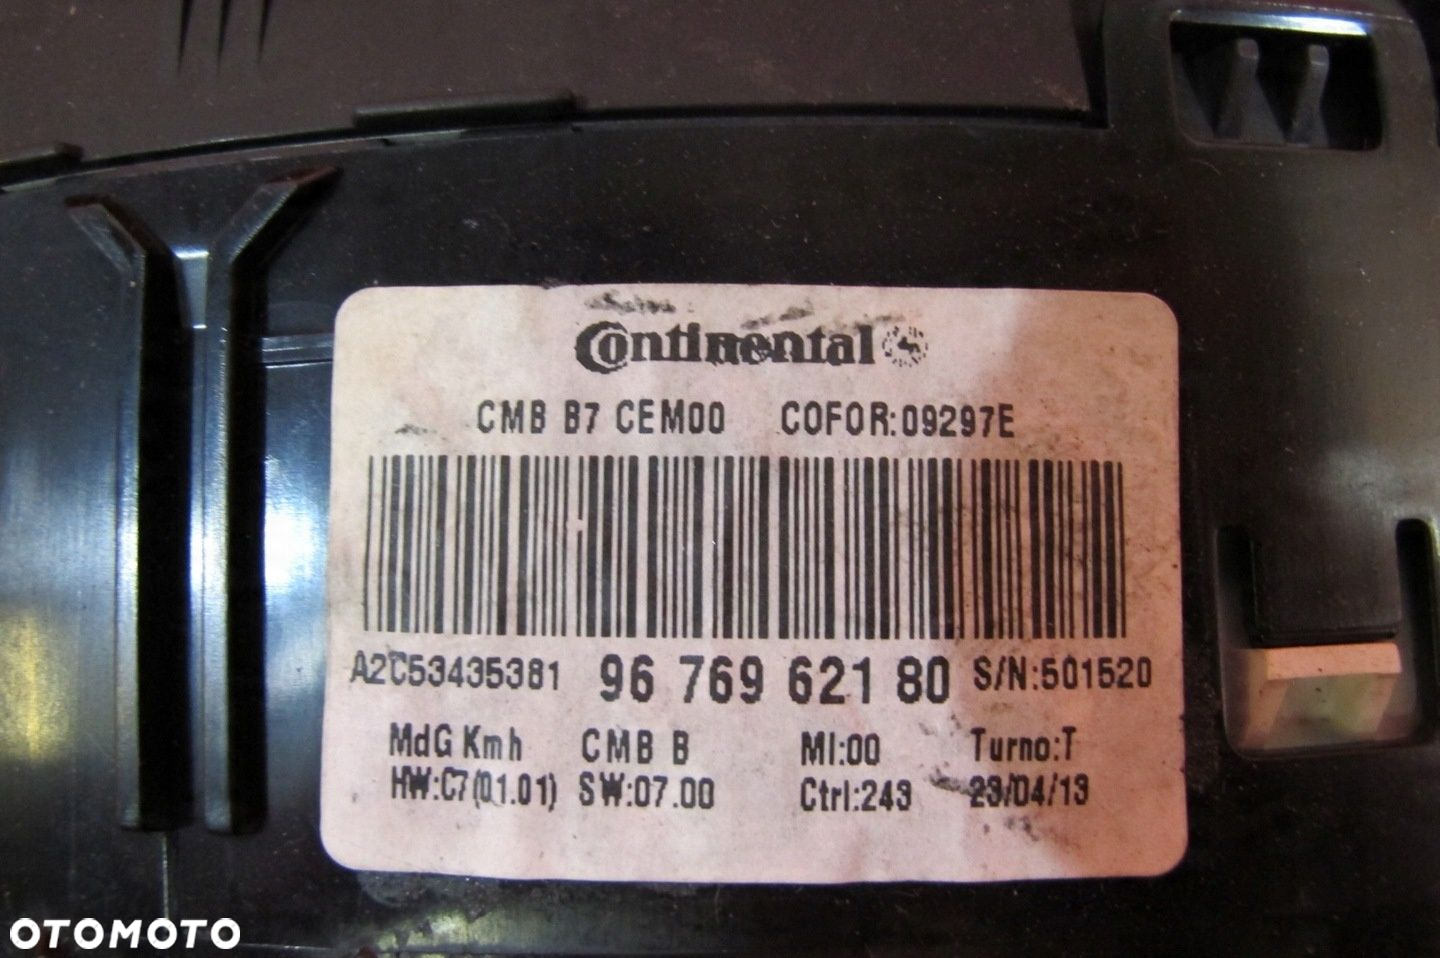 Continental
CMB B7 CEM00 COFOR:09297E
A2C53435381 96 769 621 80 S/N:501520
MdG Kmh CMB B MI:00 Turno:T
HW:C7(01.01) SW:07.00 Ctrl:243 23/04/13
OTOMOTO